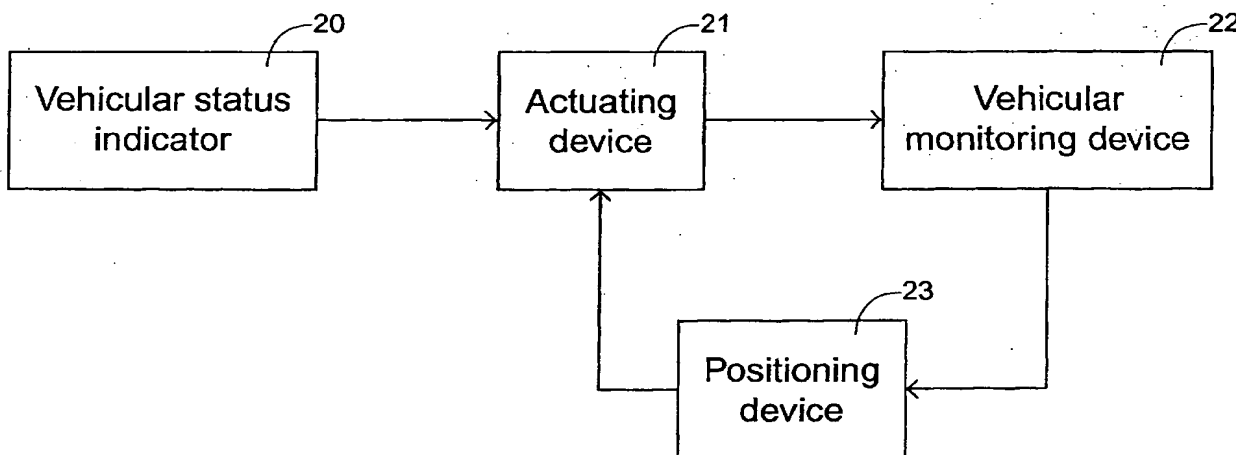 20
21
22
Vehicular status
indicator
Actuating
device
Vehicular
monitoring device
23
Positioning
device